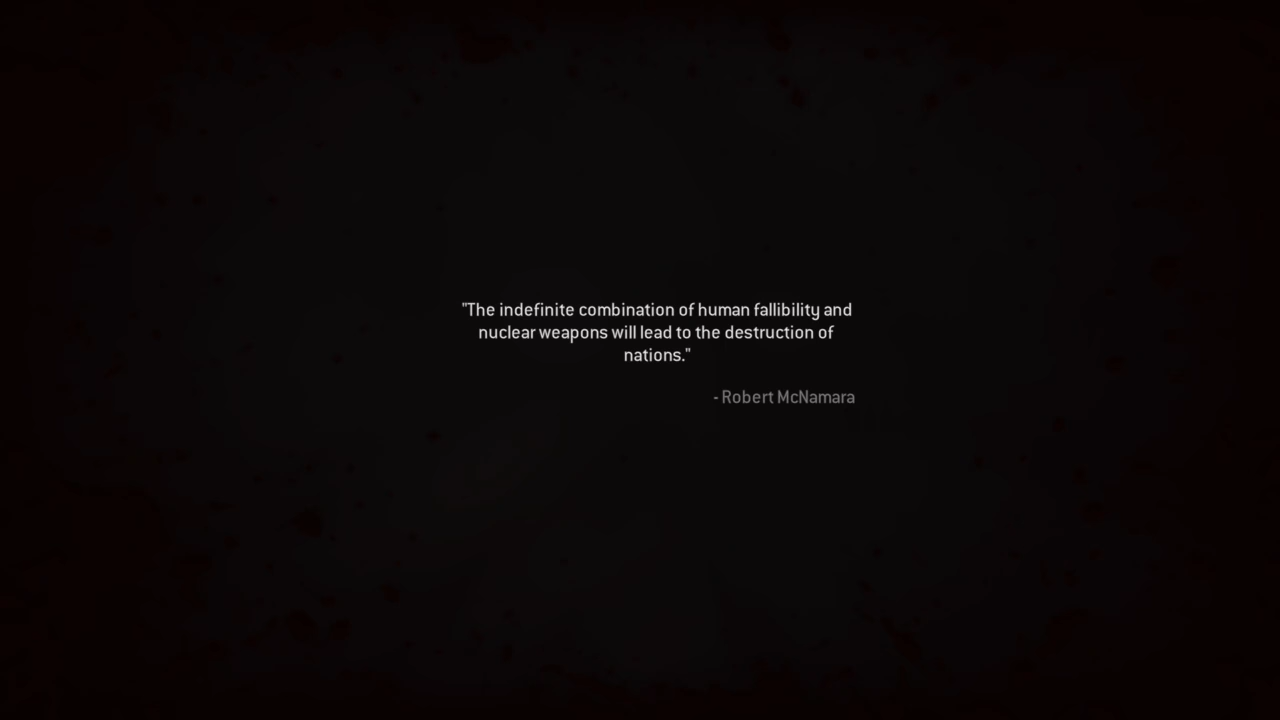 "The indefinite combination of human fallibility and
nuclear weapons will lead to the destruction of
nations."
- Robert McNamara